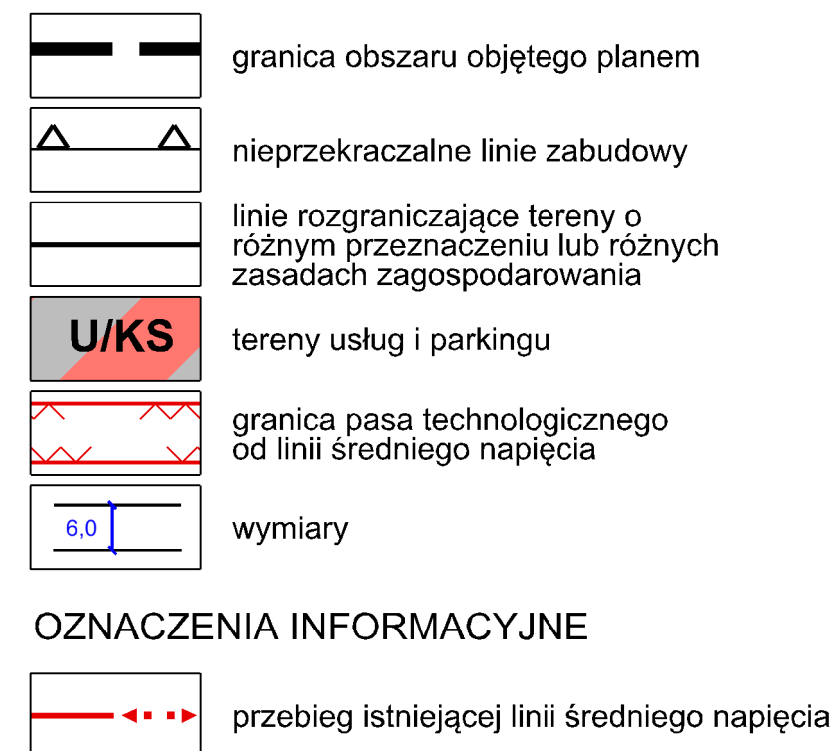 granica obszaru objętego planem
nieprzekraczalne linie zabudowy
linie rozgraniczające tereny o
różnym przeznaczeniu lub różnych
zasadach zagospodarowania
U/KS
tereny usług i parkingu
granica pasa technologicznego
od linii średniego napięcia
6,0
wymiary
OZNACZENIA INFORMACYJNE
przebieg istniejącej linii średniego napięcia